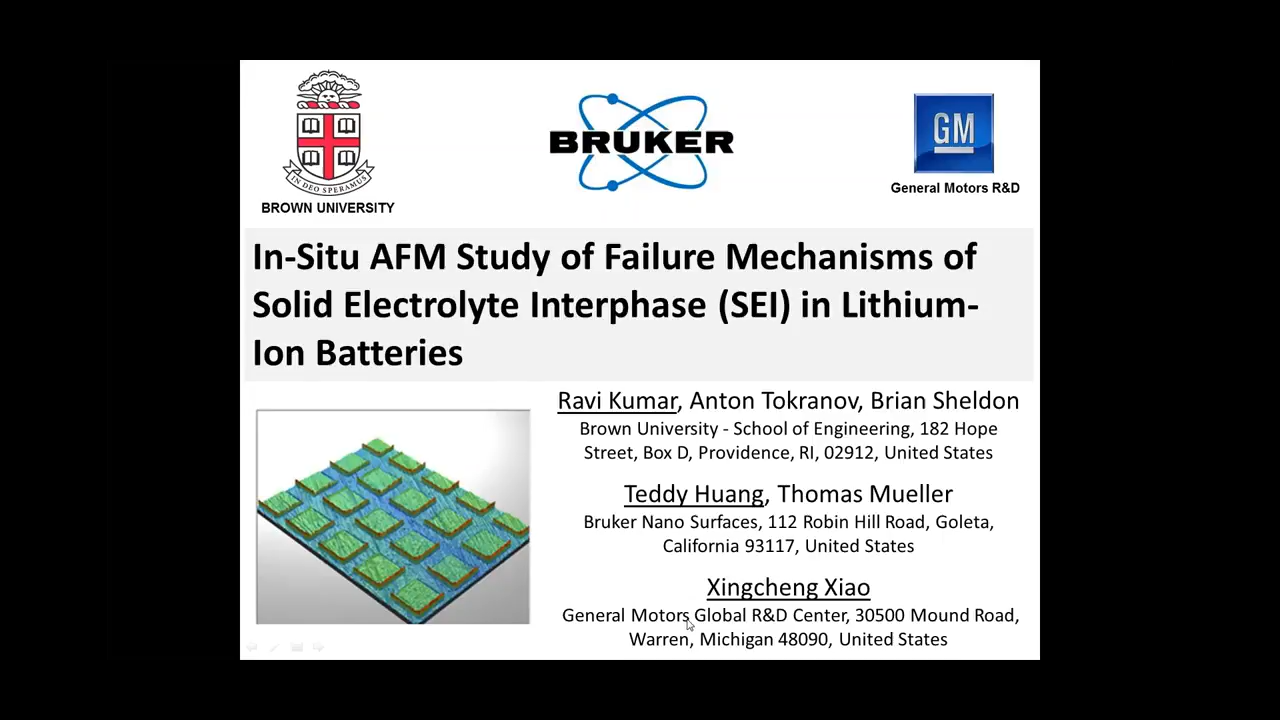 IN DEO SPERAMUS
BROWN UNIVERSITY
BRUKER
GM
General Motors R&D
In-Situ AFM Study of Failure Mechanisms of
Solid Electrolyte Interphase (SEI) in Lithium-
Ion Batteries
Ravi Kumar, Anton Tokranov, Brian Sheldon
Brown University - School of Engineering, 182 Hope
Street, Box D, Providence, RI, 02912, United States
Teddy Huang, Thomas Mueller
Bruker Nano Surfaces, 112 Robin Hill Road, Goleta,
California 93117, United States
Xingcheng Xiao
General Motors Global R&D Center, 30500 Mound Road,
Warren, Michigan 48090, United States